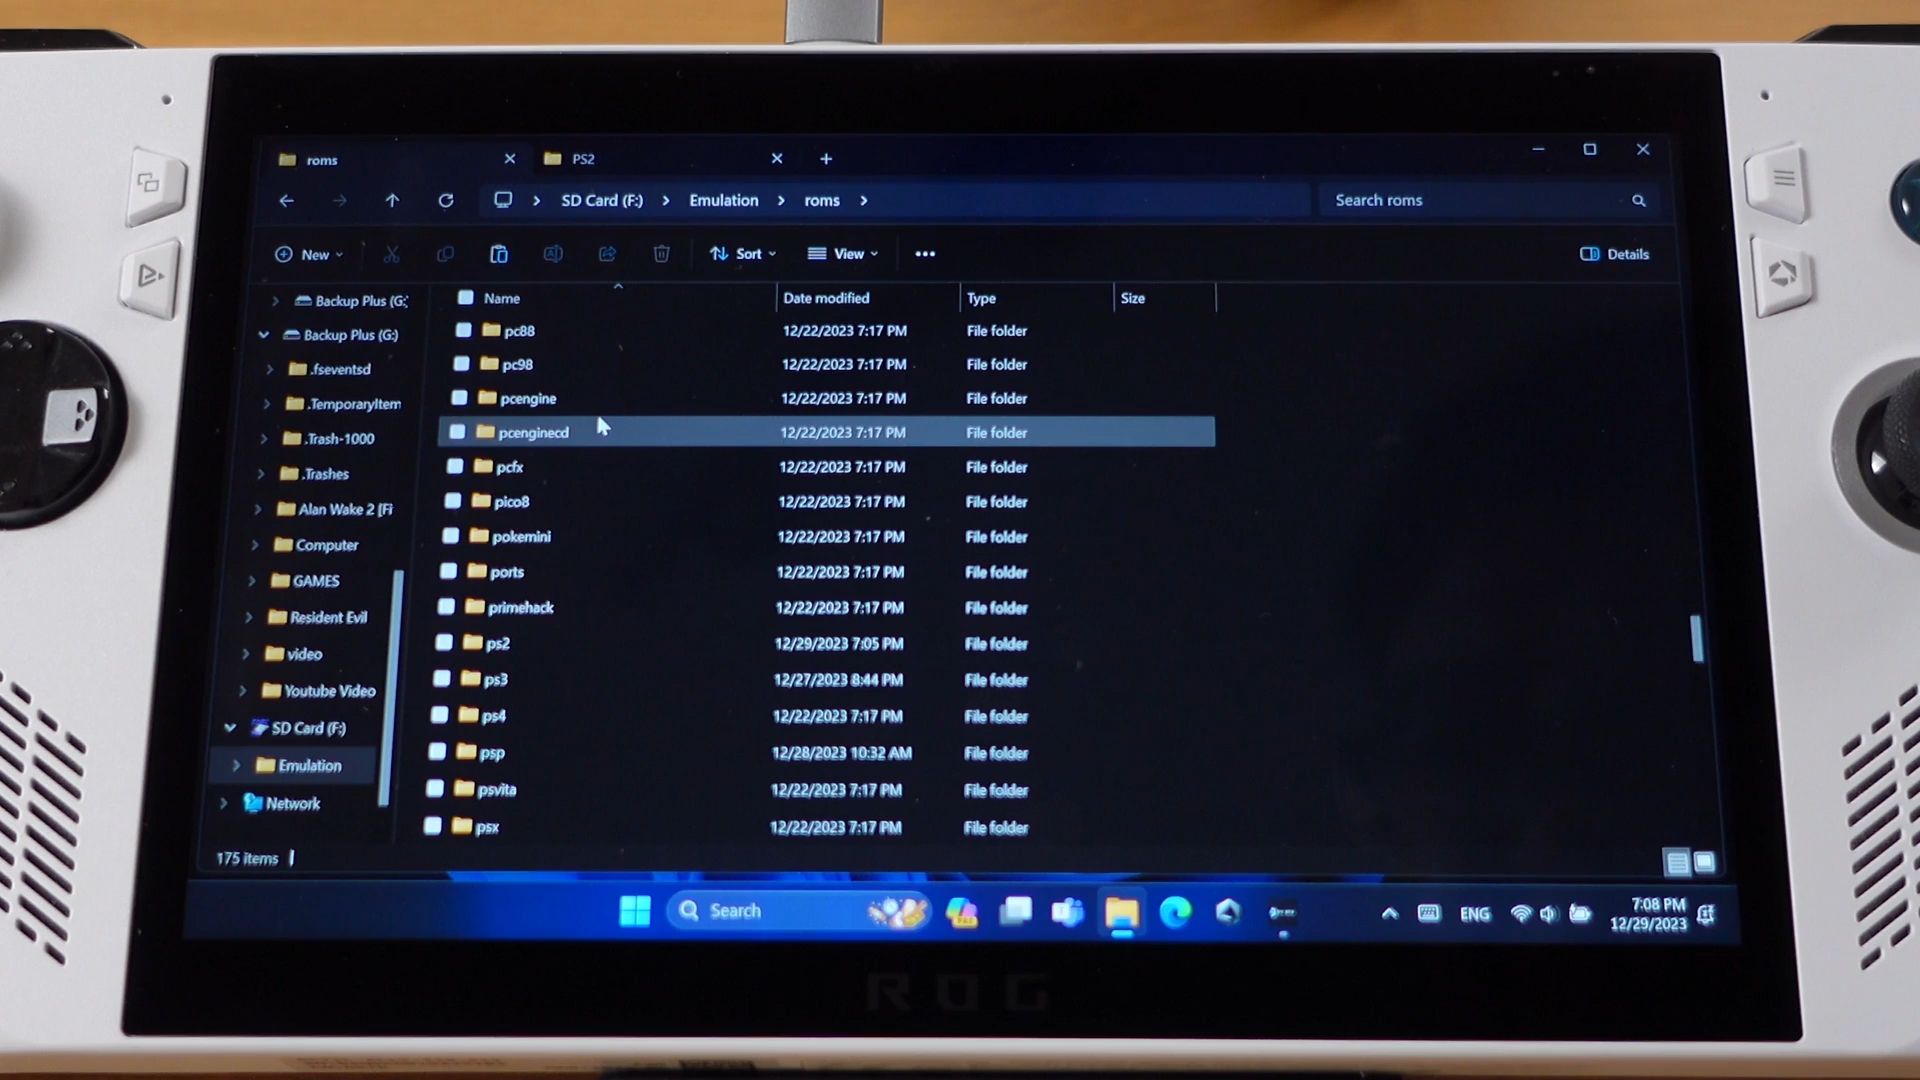 roms
PS2
SD Card (F:) Emulation roms
Search roms
New
Sort
View
Details
Backup Plus (G:
Backup Plus (G:)
.fseventsd
.TemporaryItem
.Trash-1000
.Trashes
Alan Wake 2 [Fi
Computer
GAMES
Resident Evil
video
Youtube Video
SD Card (F:)
Emulation
Network
Name Date modified Type Size
pc88 12/22/2023 7:17 PM File folder
pc98 12/22/2023 7:17 PM File folder
pcengine 12/22/2023 7:17 PM File folder
pcenginecd 12/22/2023 7:17 PM File folder
pcfx 12/22/2023 7:17 PM File folder
pico8 12/22/2023 7:17 PM File folder
pokemini 12/22/2023 7:17 PM File folder
ports 12/22/2023 7:17 PM File folder
primehack 12/22/2023 7:17 PM File folder
ps2 12/29/2023 7:05 PM File folder
ps3 12/27/2023 8:44 PM File folder
ps4 12/22/2023 7:17 PM File folder
psp 12/28/2023 10:32 AM File folder
psvita 12/22/2023 7:17 PM File folder
psx 12/22/2023 7:17 PM File folder
175 items
Search
ENG
7:08 PM
12/29/2023
ROG